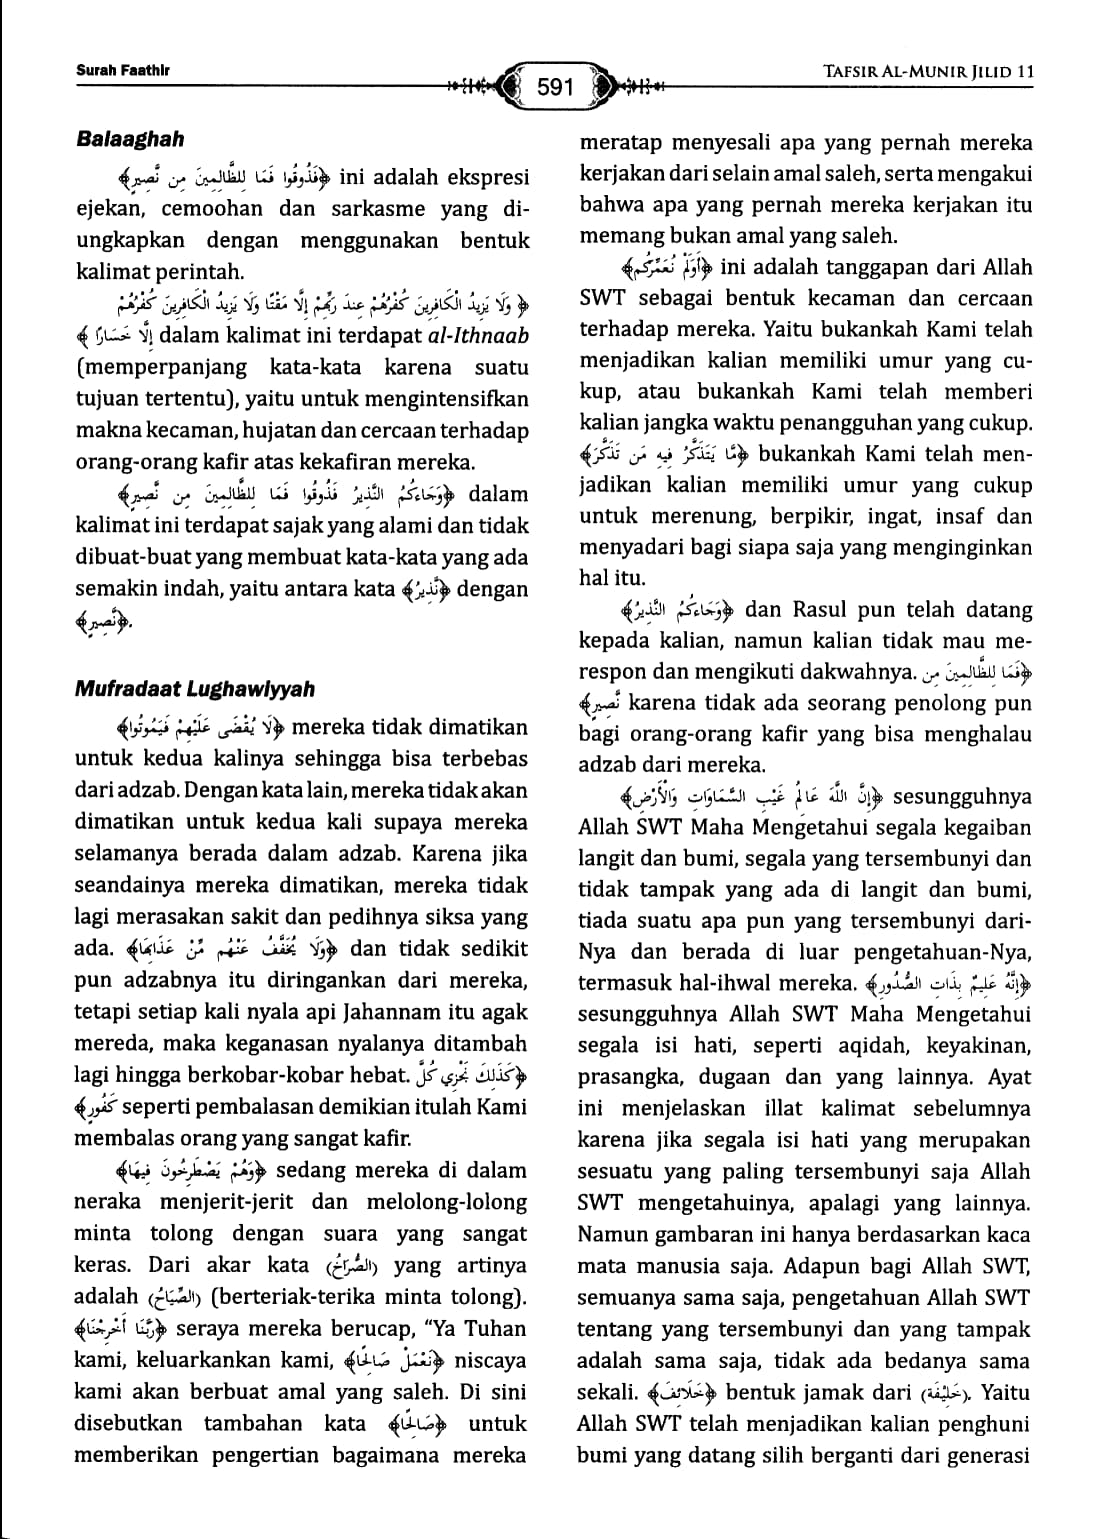 Surah Faathir
591
TAFSIR AL-MUNIR JILID 11
Balaaghah
﴿فَذُوقُوا فَمَا لِلظَّالِمِينَ مِن نَّصِيرٍ﴾ ini adalah ekspresi
ejekan, cemoohan dan sarkasme yang di-
ungkapkan dengan menggunakan bentuk
kalimat perintah.
﴿وَلَا يَزِيدُ الْكَافِرِينَ كُفْرُهُمْ عِندَ رَبِّهِمْ إِلَّا مَقْتًا وَلَا يَزِيدُ الْكَافِرِينَ كُفْرُهُمْ
إِلَّا خَسَارًا﴾ dalam kalimat ini terdapat al-Ithnaab
(memperpanjang kata-kata karena suatu
tujuan tertentu), yaitu untuk mengintensifkan
makna kecaman, hujatan dan cercaan terhadap
orang-orang kafir atas kekafiran mereka.
﴿وَجَاءَكُمُ النَّذِيرُ فَذُوقُوا فَمَا لِلظَّالِمِينَ مِن نَّصِيرٍ﴾ dalam
kalimat ini terdapat sajak yang alami dan tidak
dibuat-buat yang membuat kata-kata yang ada
semakin indah, yaitu antara kata ﴿نَّذِيرُ﴾ dengan
﴿نَّصِيرٍ﴾.
Mufradaat Lughawiyyah
﴿لَا يُقْضَى عَلَيْهِمْ فَيَمُوتُوا﴾ mereka tidak dimatikan
untuk kedua kalinya sehingga bisa terbebas
dari adzab. Dengan kata lain, mereka tidak akan
dimatikan untuk kedua kali supaya mereka
selamanya berada dalam adzab. Karena jika
seandainya mereka dimatikan, mereka tidak
lagi merasakan sakit dan pedihnya siksa yang
ada. ﴿وَلَا يُخَفَّفُ عَنْهُم مِّنْ عَذَابِهَا﴾ dan tidak sedikit
pun adzabnya itu diringankan dari mereka,
tetapi setiap kali nyala api Jahannam itu agak
mereda, maka keganasan nyalanya ditambah
lagi hingga berkobar-kobar hebat. ﴿كَذَلِكَ نَجْزِي كُلَّ
كَفُورٍ﴾ seperti pembalasan demikian itulah Kami
membalas orang yang sangat kafir.
﴿وَهُمْ يَصْطَرِخُونَ فِيهَا﴾ sedang mereka di dalam
neraka menjerit-jerit dan melolong-lolong
minta tolong dengan suara yang sangat
keras. Dari akar kata (الصُّرَاخُ) yang artinya
adalah (الصِّيَاحُ) (berteriak-terika minta tolong).
﴿رَبَّنَا أَخْرِجْنَا﴾ seraya mereka berucap, “Ya Tuhan
kami, keluarkankan kami, ﴿نَعْمَلْ صَالِحًا﴾ niscaya
kami akan berbuat amal yang saleh. Di sini
disebutkan tambahan kata ﴿صَالِحًا﴾ untuk
memberikan pengertian bagaimana mereka
meratap menyesali apa yang pernah mereka
kerjakan dari selain amal saleh, serta mengakui
bahwa apa yang pernah mereka kerjakan itu
memang bukan amal yang saleh.
﴿أَوَلَمْ نُعَمِّرْكُم﴾ ini adalah tanggapan dari Allah
SWT sebagai bentuk kecaman dan cercaan
terhadap mereka. Yaitu bukankah Kami telah
menjadikan kalian memiliki umur yang cu-
kup, atau bukankah Kami telah memberi
kalian jangka waktu penangguhan yang cukup.
﴿مَّا يَتَذَكَّرُ فِيهِ مَن تَذَكَّرَ﴾ bukankah Kami telah men-
jadikan kalian memiliki umur yang cukup
untuk merenung, berpikir, ingat, insaf dan
menyadari bagi siapa saja yang menginginkan
hal itu.
﴿وَجَاءَكُمُ النَّذِيرُ﴾ dan Rasul pun telah datang
kepada kalian, namun kalian tidak mau me-
respon dan mengikuti dakwahnya. ﴿فَمَا لِلظَّالِمِينَ مِن
نَّصِيرٍ﴾ karena tidak ada seorang penolong pun
bagi orang-orang kafir yang bisa menghalau
adzab dari mereka.
﴿إِنَّ اللَّهَ عَالِمُ غَيْبِ السَّمَاوَاتِ وَالْأَرْضِ﴾ sesungguhnya
Allah SWT Maha Mengetahui segala kegaiban
langit dan bumi, segala yang tersembunyi dan
tidak tampak yang ada di langit dan bumi,
tiada suatu apa pun yang tersembunyi dari-
Nya dan berada di luar pengetahuan-Nya,
termasuk hal-ihwal mereka. ﴿إِنَّهُ عَلِيمٌ بِذَاتِ الصُّدُورِ﴾
sesungguhnya Allah SWT Maha Mengetahui
segala isi hati, seperti aqidah, keyakinan,
prasangka, dugaan dan yang lainnya. Ayat
ini menjelaskan illat kalimat sebelumnya
karena jika segala isi hati yang merupakan
sesuatu yang paling tersembunyi saja Allah
SWT mengetahuinya, apalagi yang lainnya.
Namun gambaran ini hanya berdasarkan kaca
mata manusia saja. Adapun bagi Allah SWT,
semuanya sama saja, pengetahuan Allah SWT
tentang yang tersembunyi dan yang tampak
adalah sama saja, tidak ada bedanya sama
sekali. ﴿خَلَائِفَ﴾ bentuk jamak dari (خَلِيْفَة). Yaitu
Allah SWT telah menjadikan kalian penghuni
bumi yang datang silih berganti dari generasi